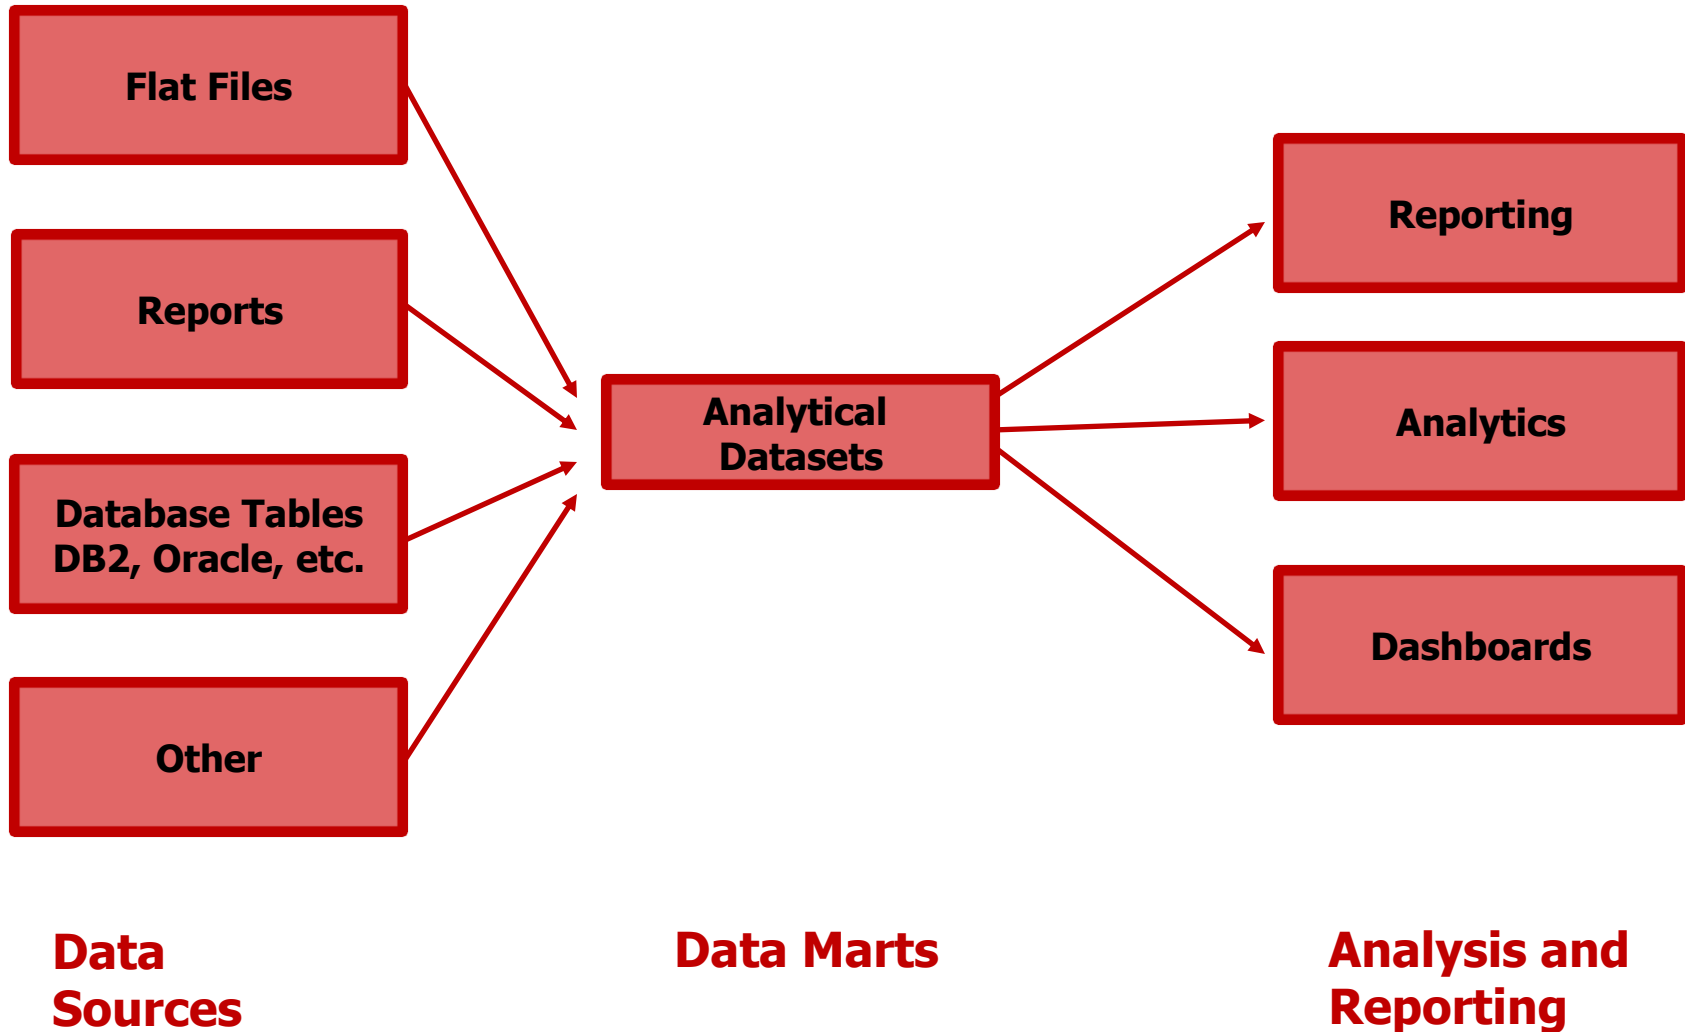 Flat Files
Reports
Database Tables
DB2, Oracle, etc.
Other
Analytical
Datasets
Reporting
Analytics
Dashboards
Data
Sources
Data Marts
Analysis and
Reporting